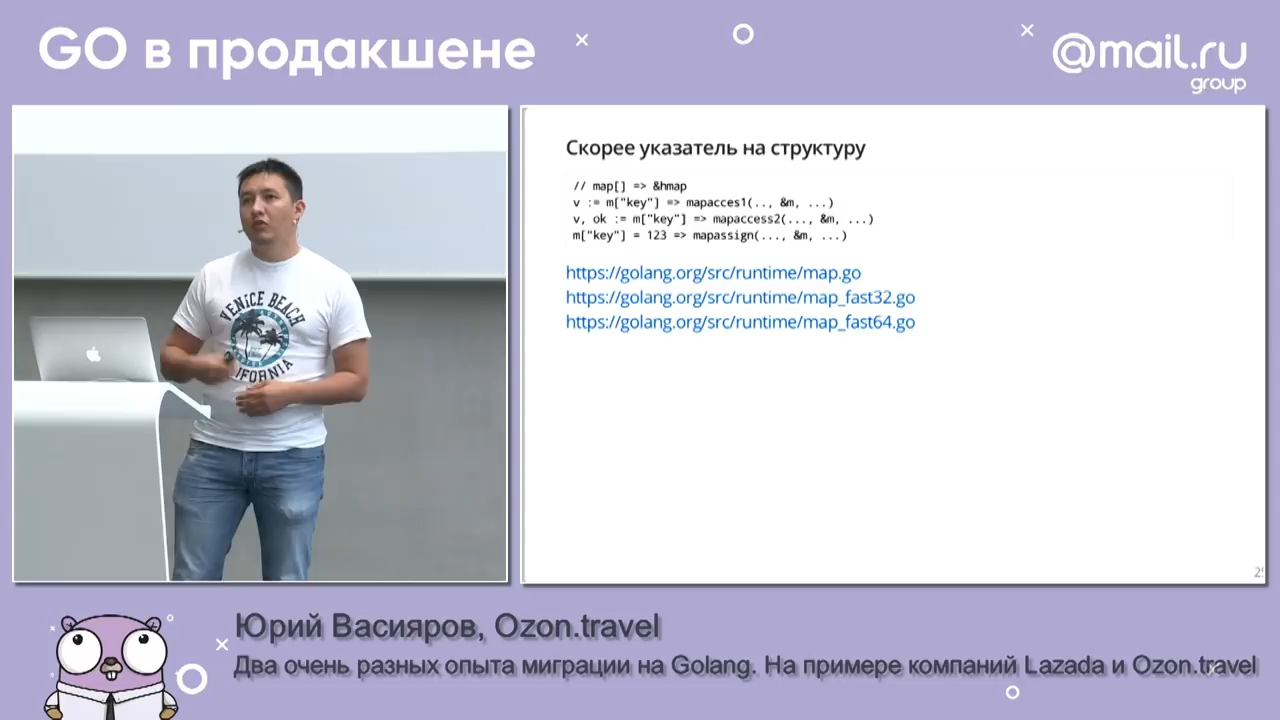 GO в продакшене
@mail.ru
group
VENICE BEACH
Скорее указатель на структуру
// map[] => &hmap
v := m["key"] => mapacces1(.., &m, ...)
v, ok := m["key"] => mapaccess2(..., &m, ...)
m["key"] = 123 => mapassign(..., &m, ...)
https://golang.org/src/runtime/map.go
https://golang.org/src/runtime/map_fast32.go
https://golang.org/src/runtime/map_fast64.go
Юрий Васияров, Ozon.travel
Два очень разных опыта миграции на Golang. На примере компаний Lazada и Ozon.travel